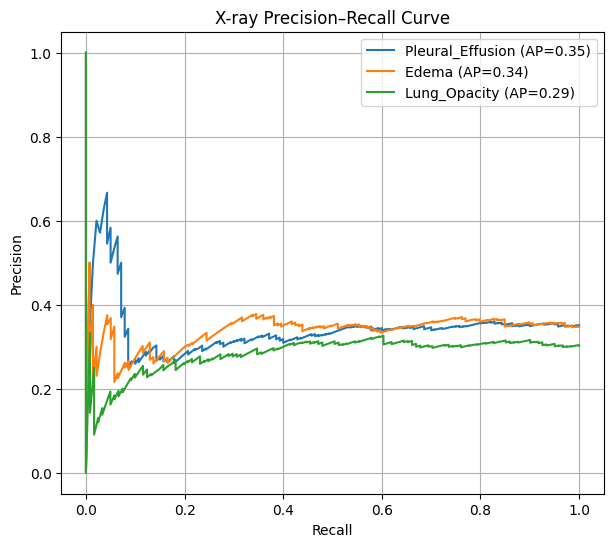 X-ray Precision–Recall Curve
Pleural_Effusion (AP=0.35)
Edema (AP=0.34)
Lung_Opacity (AP=0.29)
Precision
1.0
0.8
0.6
0.4
0.2
0.0
0.0 0.2 0.4 0.6 0.8 1.0
Recall